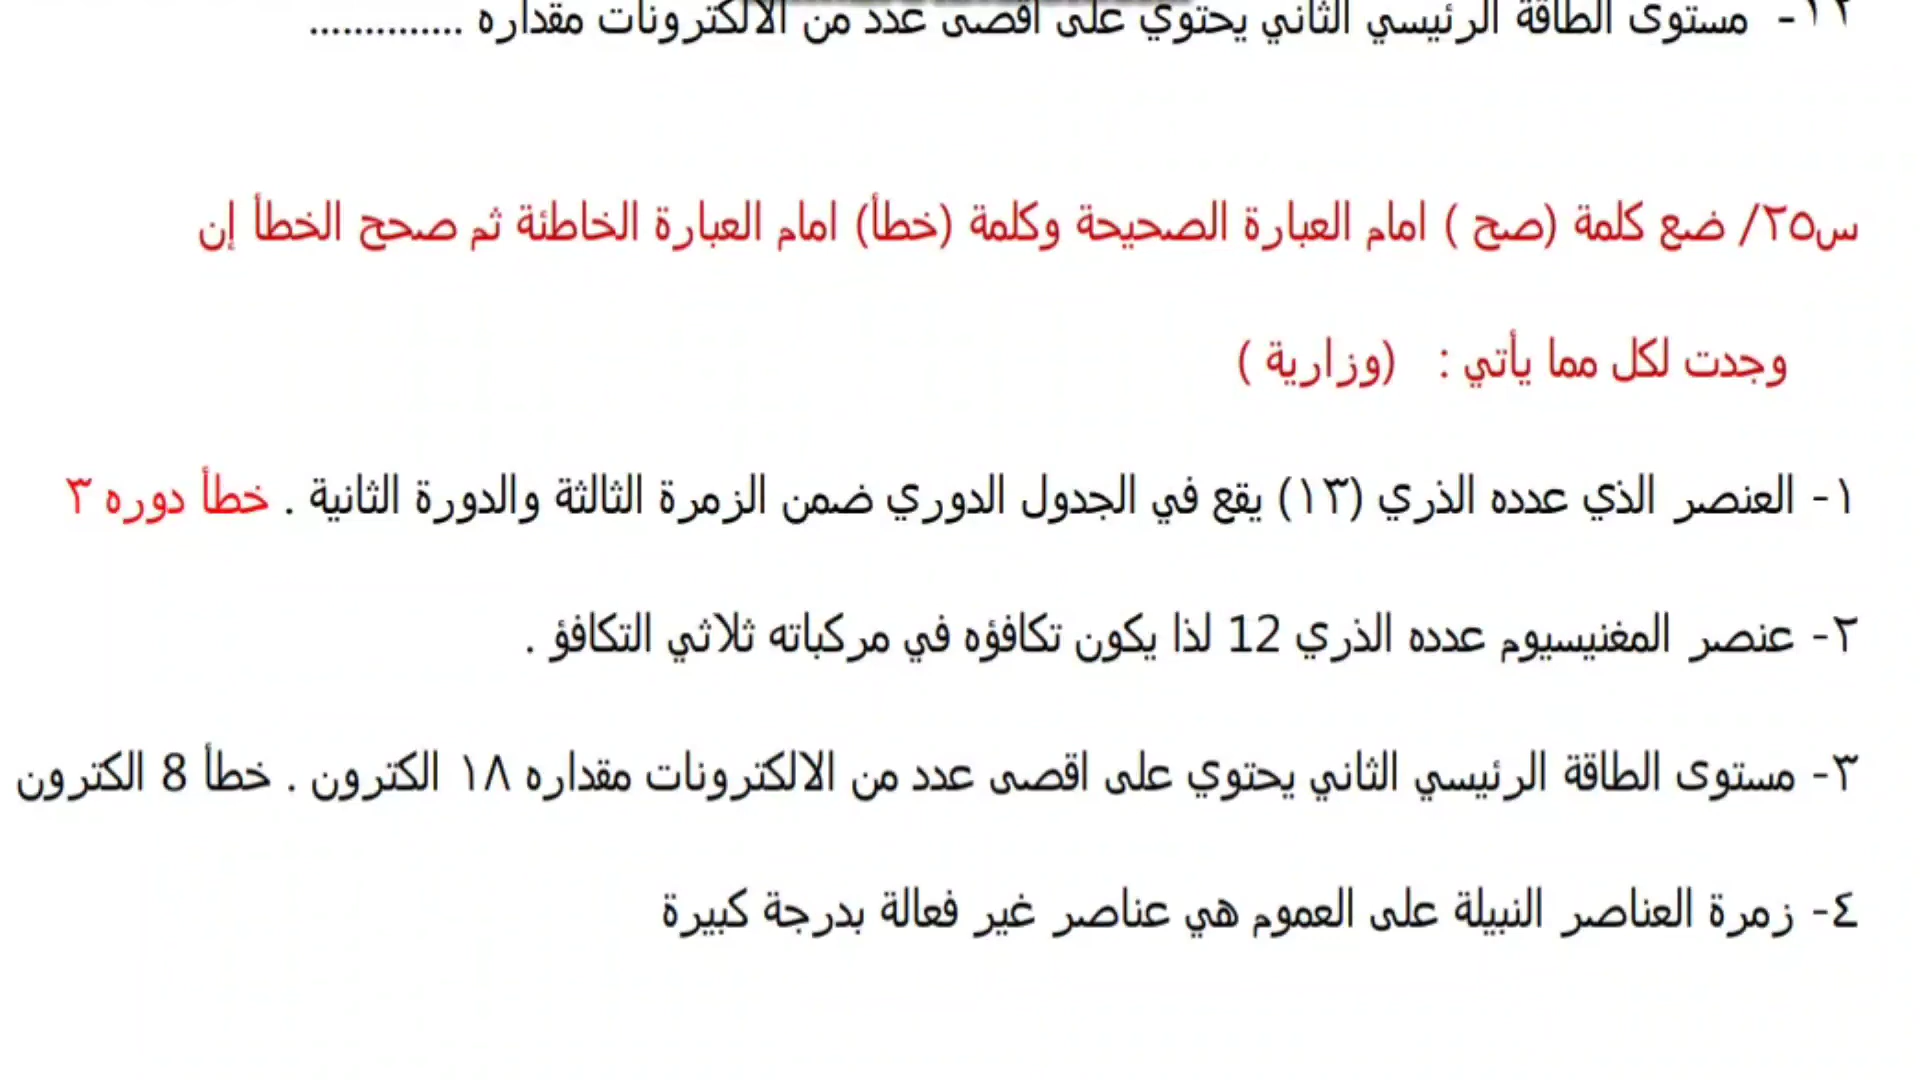 ١٢- مستوى الطاقة الرئيسي الثاني يحتوي على اقصى عدد من الالكترونات مقداره ..............
س٢٥/ ضع كلمة (صح ) امام العبارة الصحيحة وكلمة (خطأ) امام العبارة الخاطئة ثم صحح الخطأ إن
وجدت لكل مما يأتي : (وزارية )
١- العنصر الذي عدده الذري (١٣) يقع في الجدول الدوري ضمن الزمرة الثالثة والدورة الثانية . خطأ دوره ٣
٢- عنصر المغنيسيوم عدده الذري 12 لذا يكون تكافؤه في مركباته ثلاثي التكافؤ .
٣- مستوى الطاقة الرئيسي الثاني يحتوي على اقصى عدد من الالكترونات مقداره ١٨ الكترون . خطأ 8 الكترون
٤- زمرة العناصر النبيلة على العموم هي عناصر غير فعالة بدرجة كبيرة